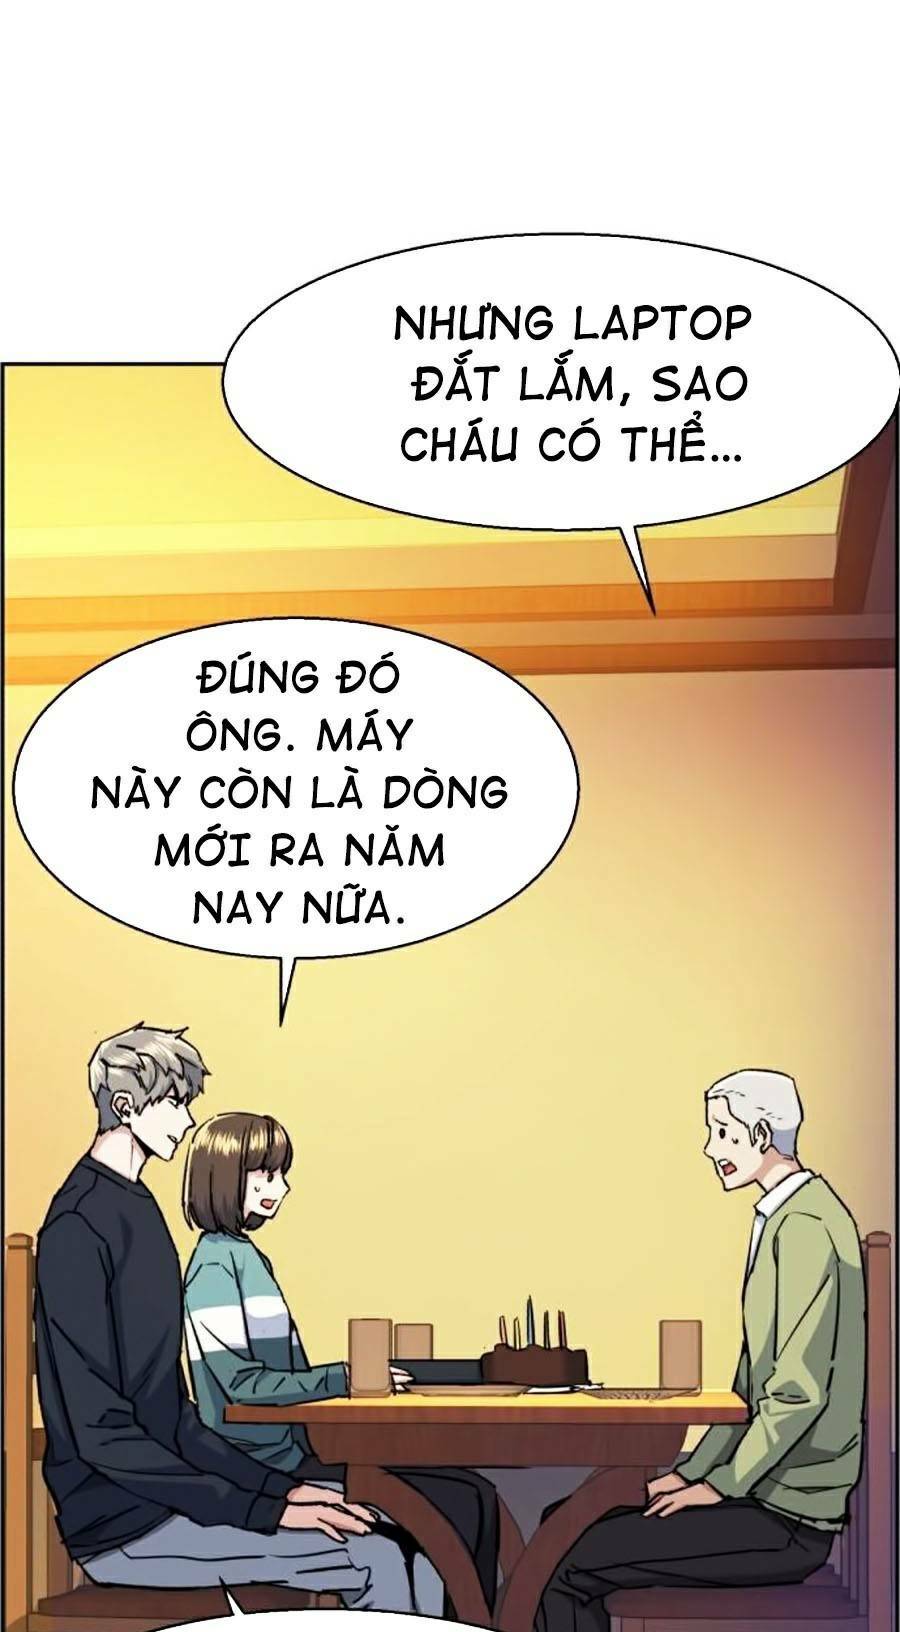 NHƯNG LAPTOP
ĐẮT LẮM, SAO
CHÁU CÓ THỂ...
ĐÚNG ĐÓ
ÔNG. MÁY
NÀY CÒN LÀ DÒNG
MỚI RA NĂM
NAY NỮA.